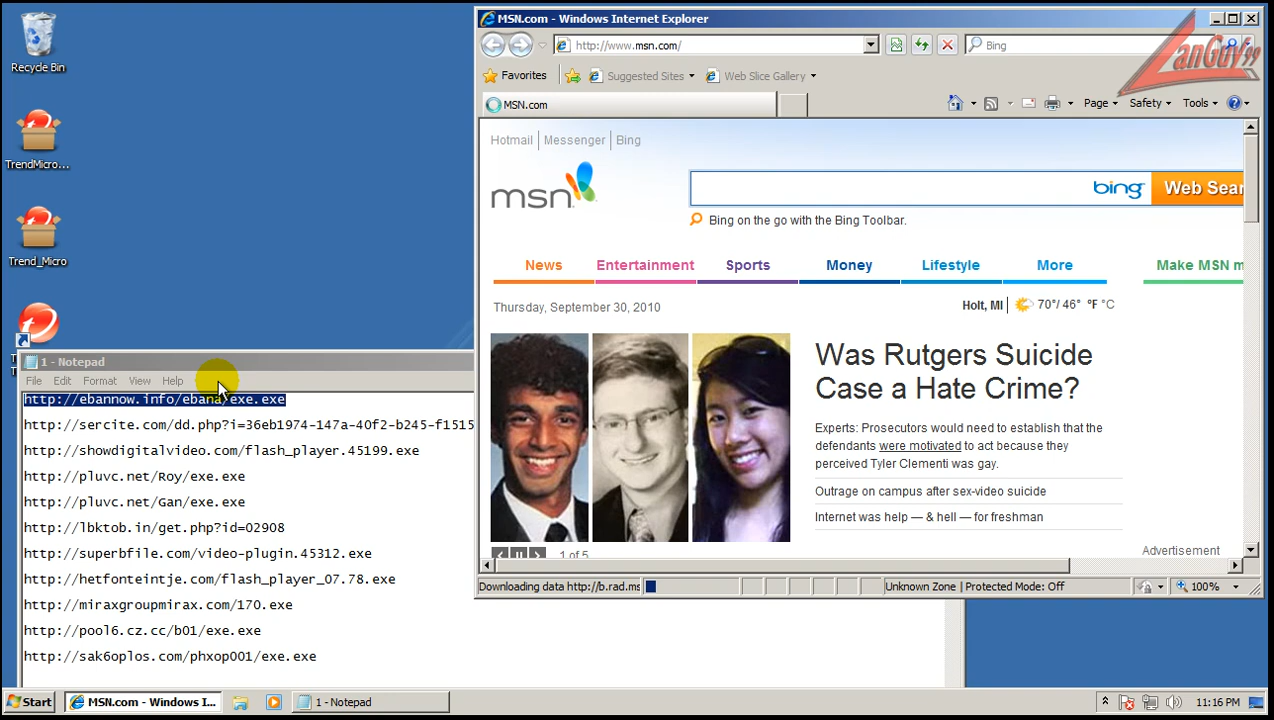 Recycle Bin
TrendMicro...
Trend_Micro
MSN.com - Windows Internet Explorer
http://www.msn.com/
Bing
LanGuy99
Favorites
Suggested Sites
Web Slice Gallery
MSN.com
Page
Safety
Tools
Hotmail | Messenger | Bing
msn
bing
Web Sear
Bing on the go with the Bing Toolbar.
News
Entertainment
Sports
Money
Lifestyle
More
Make MSN m
Thursday, September 30, 2010
Holt, MI
70°/ 46° °F °C
Was Rutgers Suicide
Case a Hate Crime?
Experts: Prosecutors would need to establish that the
defendants were motivated to act because they
perceived Tyler Clementi was gay.
Outrage on campus after sex-video suicide
Internet was help — & hell — for freshman
1 of 5
Advertisement
Downloading data http://b.rad.ms
Unknown Zone | Protected Mode: Off
100%
1 - Notepad
File Edit Format View Help
http://ebannow.info/ebana/exe.exe
http://sercite.com/dd.php?i=36eb1974-147a-40f2-b245-f1515
http://showdigitalvideo.com/flash_player.45199.exe
http://pluvc.net/Roy/exe.exe
http://pluvc.net/Gan/exe.exe
http://lbktob.in/get.php?id=02908
http://superbfile.com/video-plugin.45312.exe
http://hetfonteintje.com/flash_player_07.78.exe
http://miraxgroupmirax.com/170.exe
http://pool6.cz.cc/b01/exe.exe
http://sak6oplos.com/phxop001/exe.exe
Start
MSN.com - Windows I...
1 - Notepad
11:16 PM